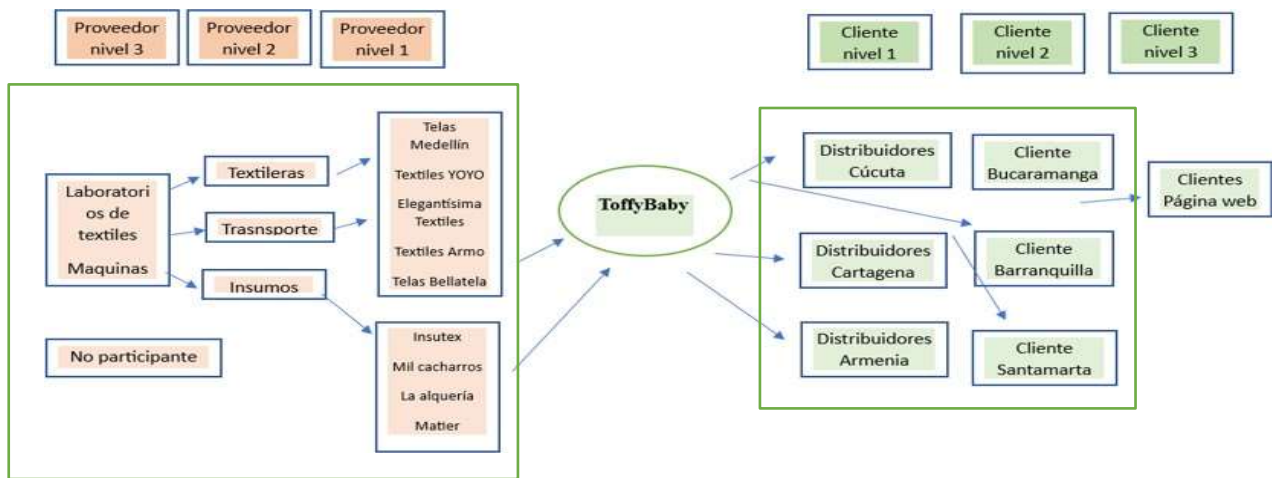 Proveedor
nivel 3
Proveedor
nivel 2
Proveedor
nivel 1
Cliente
nivel 1
Cliente
nivel 2
Cliente
nivel 3
Laboratori
os de
textiles
Maquinas
No participante
Textileras
Trasnsporte
Insumos
Telas
Medellín
Textiles YOYO
Elegantísima
Textiles
Textiles Armo
Telas Bellatela
Insutex
Mil cacharros
La alquería
Matier
ToffyBaby
Distribuidores
Cúcuta
Distribuidores
Cartagena
Distribuidores
Armenia
Cliente
Bucaramanga
Cliente
Barranquilla
Cliente
Santamarta
Clientes
Página web